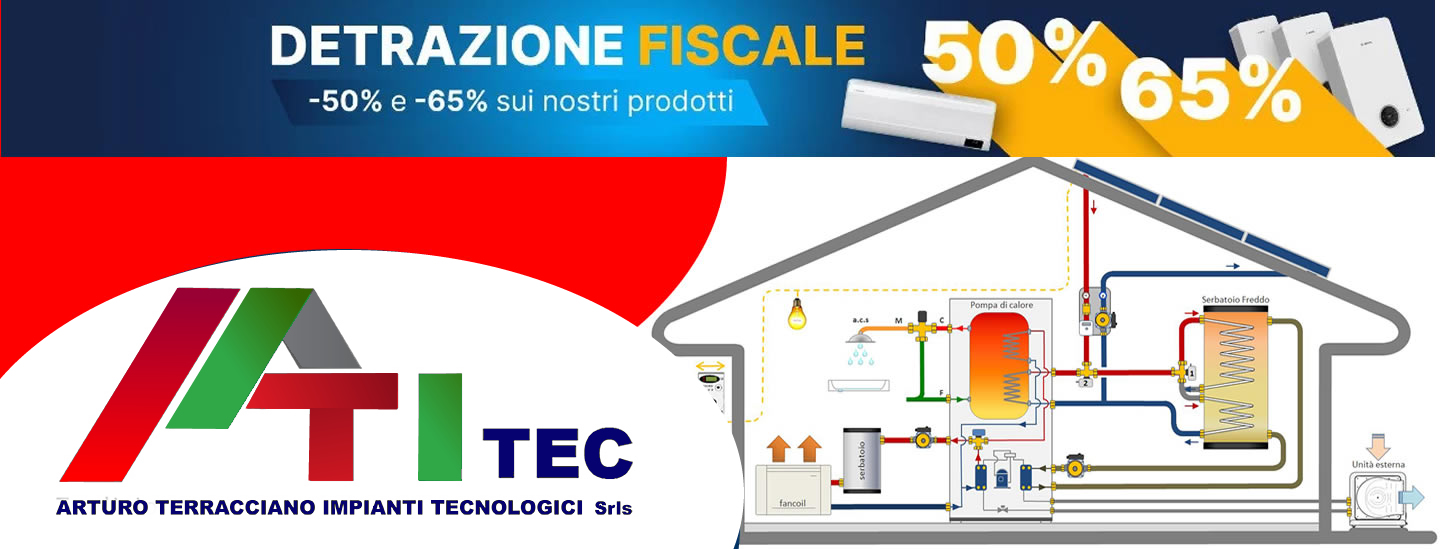 DETRAZIONE FISCALE
-50% e -65% sui nostri prodotti
50%
65%
Pompa di calore
Serbatoio Freddo
a.c.s
M
C
F
2
1
serbatoio
fancoil
Unità esterna
ATI TEC
ARTURO TERRACCIANO IMPIANTI TECNOLOGICI Srls